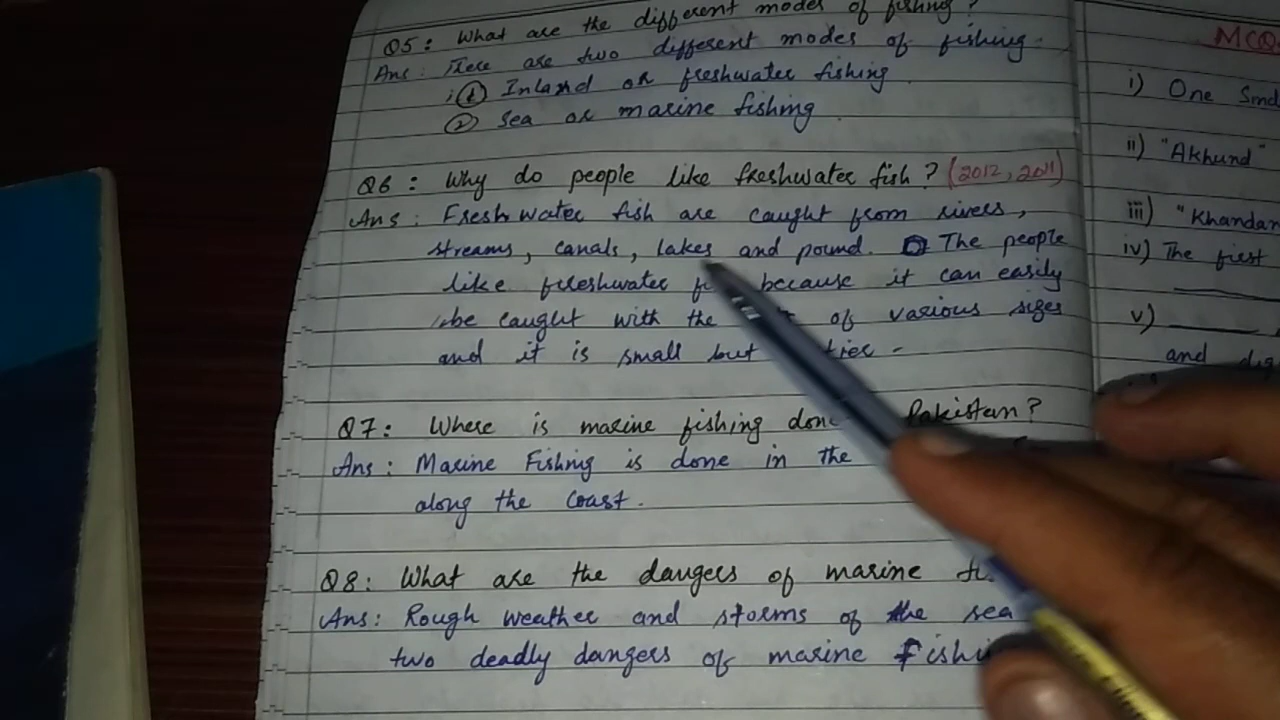 Q5: What are the different modes of fishing?
Ans: There are two different modes of fishing.
① Inland or freshwater fishing.
② Sea or marine fishing.
Q6: Why do people like freshwater fish? (2012, 2011)
Ans: Fresh water fish are caught from rivers,
streams, canals, lakes and pound. The people
like freshwater because it can easily
be caught with the of various sizes
and it is small but
Q7: Where is marine fishing done Pakistan?
Ans: Marine Fishing is done in the
along the coast.
Q8: What are the dangers of marine
Ans: Rough weather and storms of the sea
two deadly dangers of marine
MCQ
i) One
ii) "Akhund"
iii)
iv) The first
v)
and